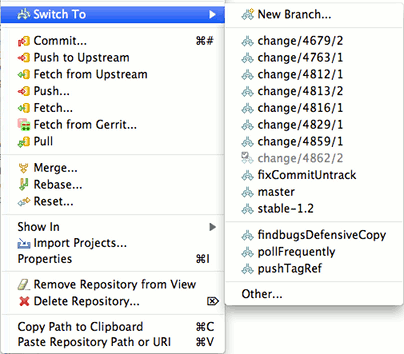 Switch To
Commit... ⌘#
Push to Upstream
Fetch from Upstream
Push...
Fetch...
Fetch from Gerrit...
Pull
Merge...
Rebase...
Reset...
Show In
Import Projects...
Properties ⌘I
Remove Repository from View
Delete Repository... ⌦
Copy Path to Clipboard ⌘C
Paste Repository Path or URI ⌘V
New Branch...
change/4679/2
change/4763/1
change/4812/1
change/4813/2
change/4816/1
change/4829/1
change/4859/1
change/4862/2
fixCommitUntrack
master
stable-1.2
findbugsDefensiveCopy
pollFrequently
pushTagRef
Other...